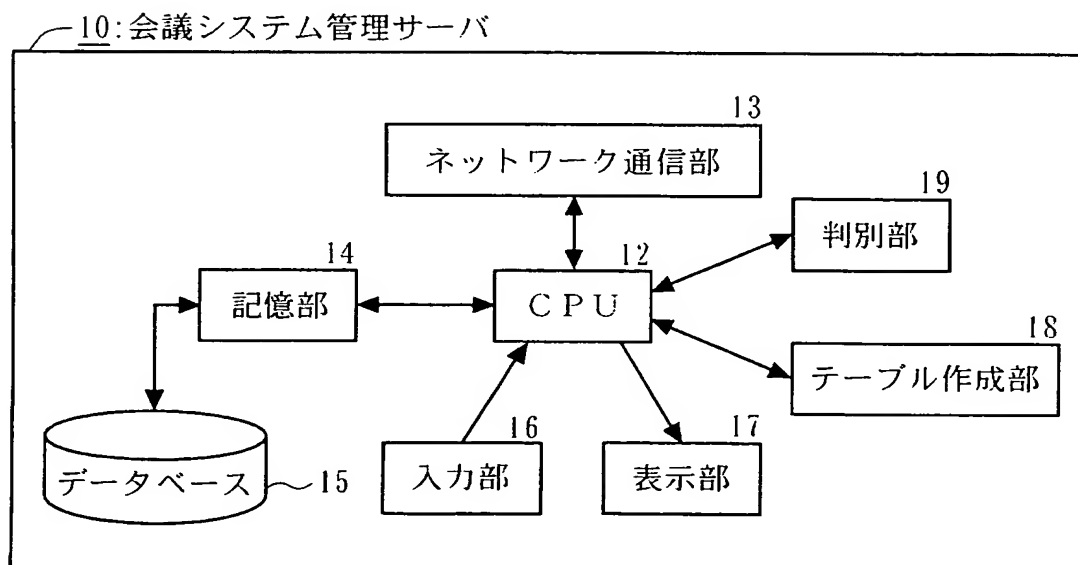 10:会議システム管理サーバ
13
ネットワーク通信部
19
判別部
14
記憶部
12
CPU
18
テーブル作成部
16
入力部
17
表示部
データベース
15